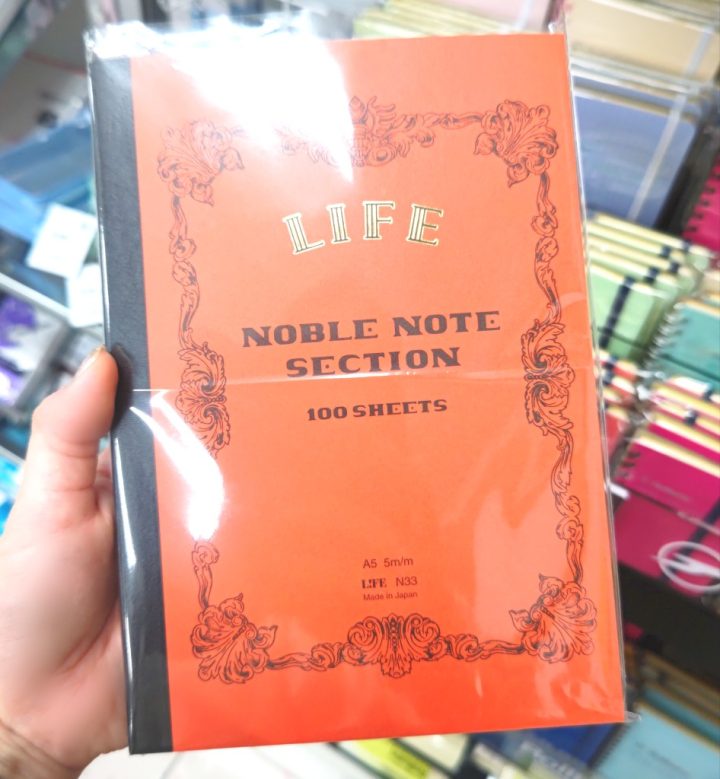 LIFE
NOBLE NOTE
SECTION
100 SHEETS
A5 5m/m
LIFE N33
Made in Japan